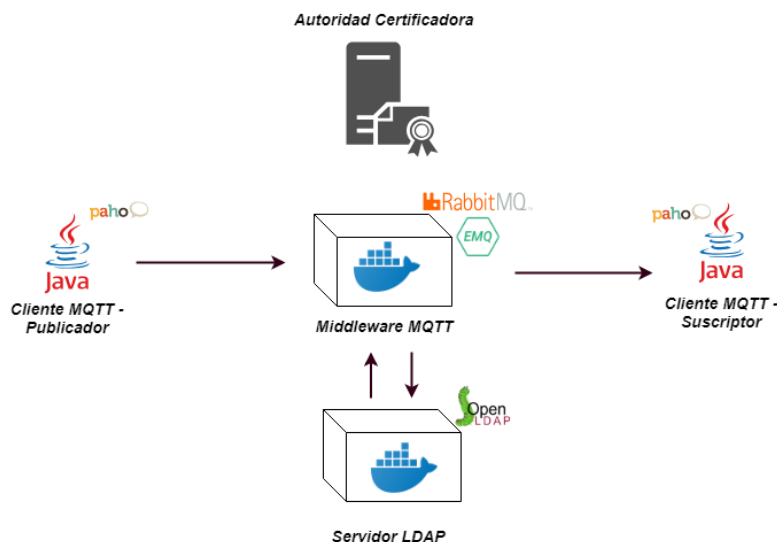 Autoridad Certificadora
RabbitMQ
paho
EMQ
paho
Java
Java
Cliente MQTT -
Publicador
Middleware MQTT
Cliente MQTT -
Suscriptor
Open
LDAP
Servidor LDAP